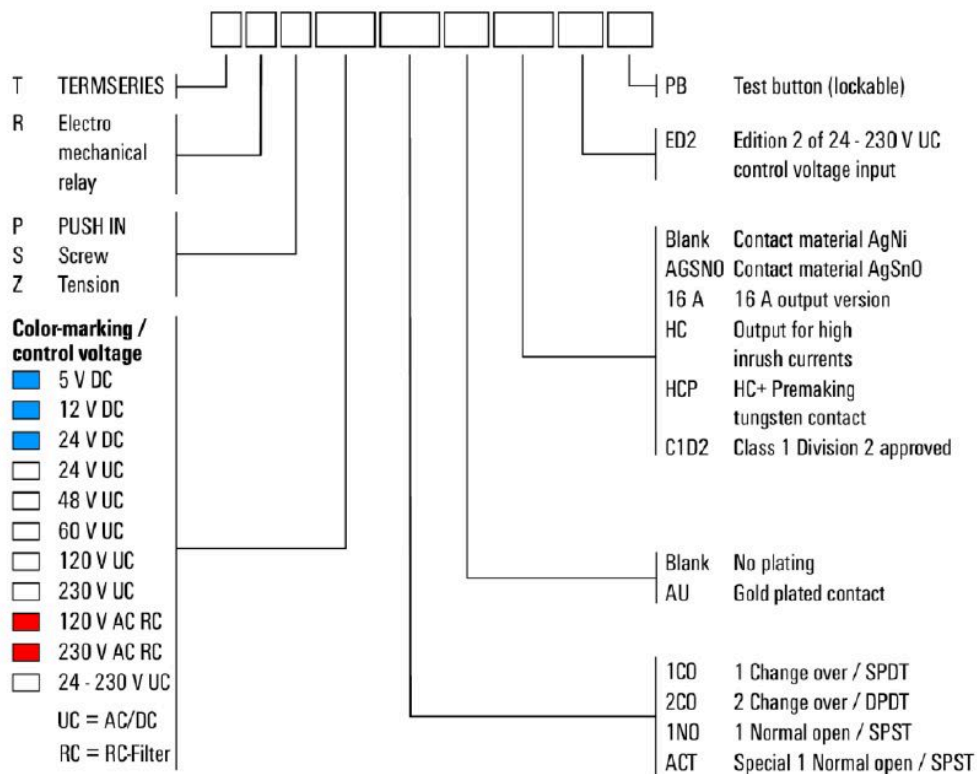 T TERMSERIES
R Electro
mechanical
relay
P PUSH IN
S Screw
Z Tension
Color-marking /
control voltage
5 V DC
12 V DC
24 V DC
24 V UC
48 V UC
60 V UC
120 V UC
230 V UC
120 V AC RC
230 V AC RC
24 - 230 V UC
UC = AC/DC
RC = RC-Filter
PB Test button (lockable)
ED2 Edition 2 of 24 - 230 V UC
control voltage input
Blank Contact material AgNi
AGSNO Contact material AgSnO
16 A 16 A output version
HC Output for high
inrush currents
HCP HC+ Premaking
tungsten contact
C1D2 Class 1 Division 2 approved
Blank No plating
AU Gold plated contact
1CO 1 Change over / SPDT
2CO 2 Change over / DPDT
1NO 1 Normal open / SPST
ACT Special 1 Normal open / SPST